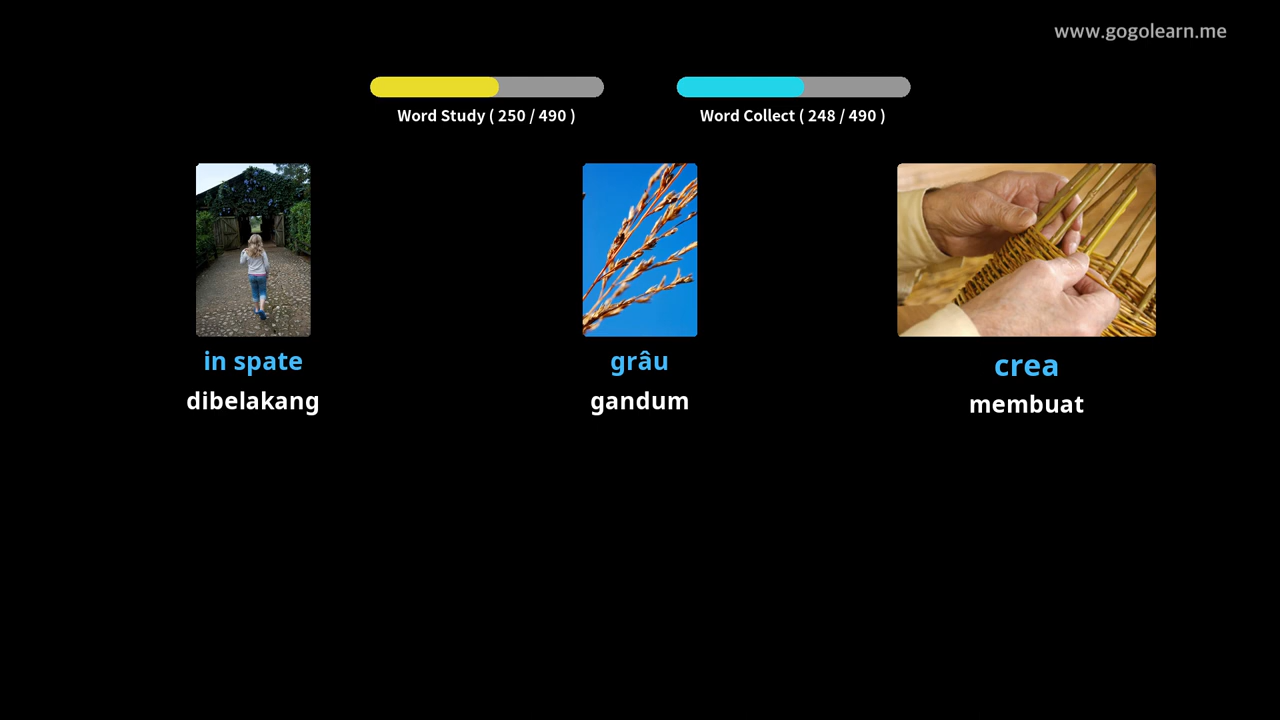 www.gogolearn.me
Word Study ( 250 / 490 )
Word Collect ( 248 / 490 )
in spate
dibelakang
grâu
gandum
crea
membuat